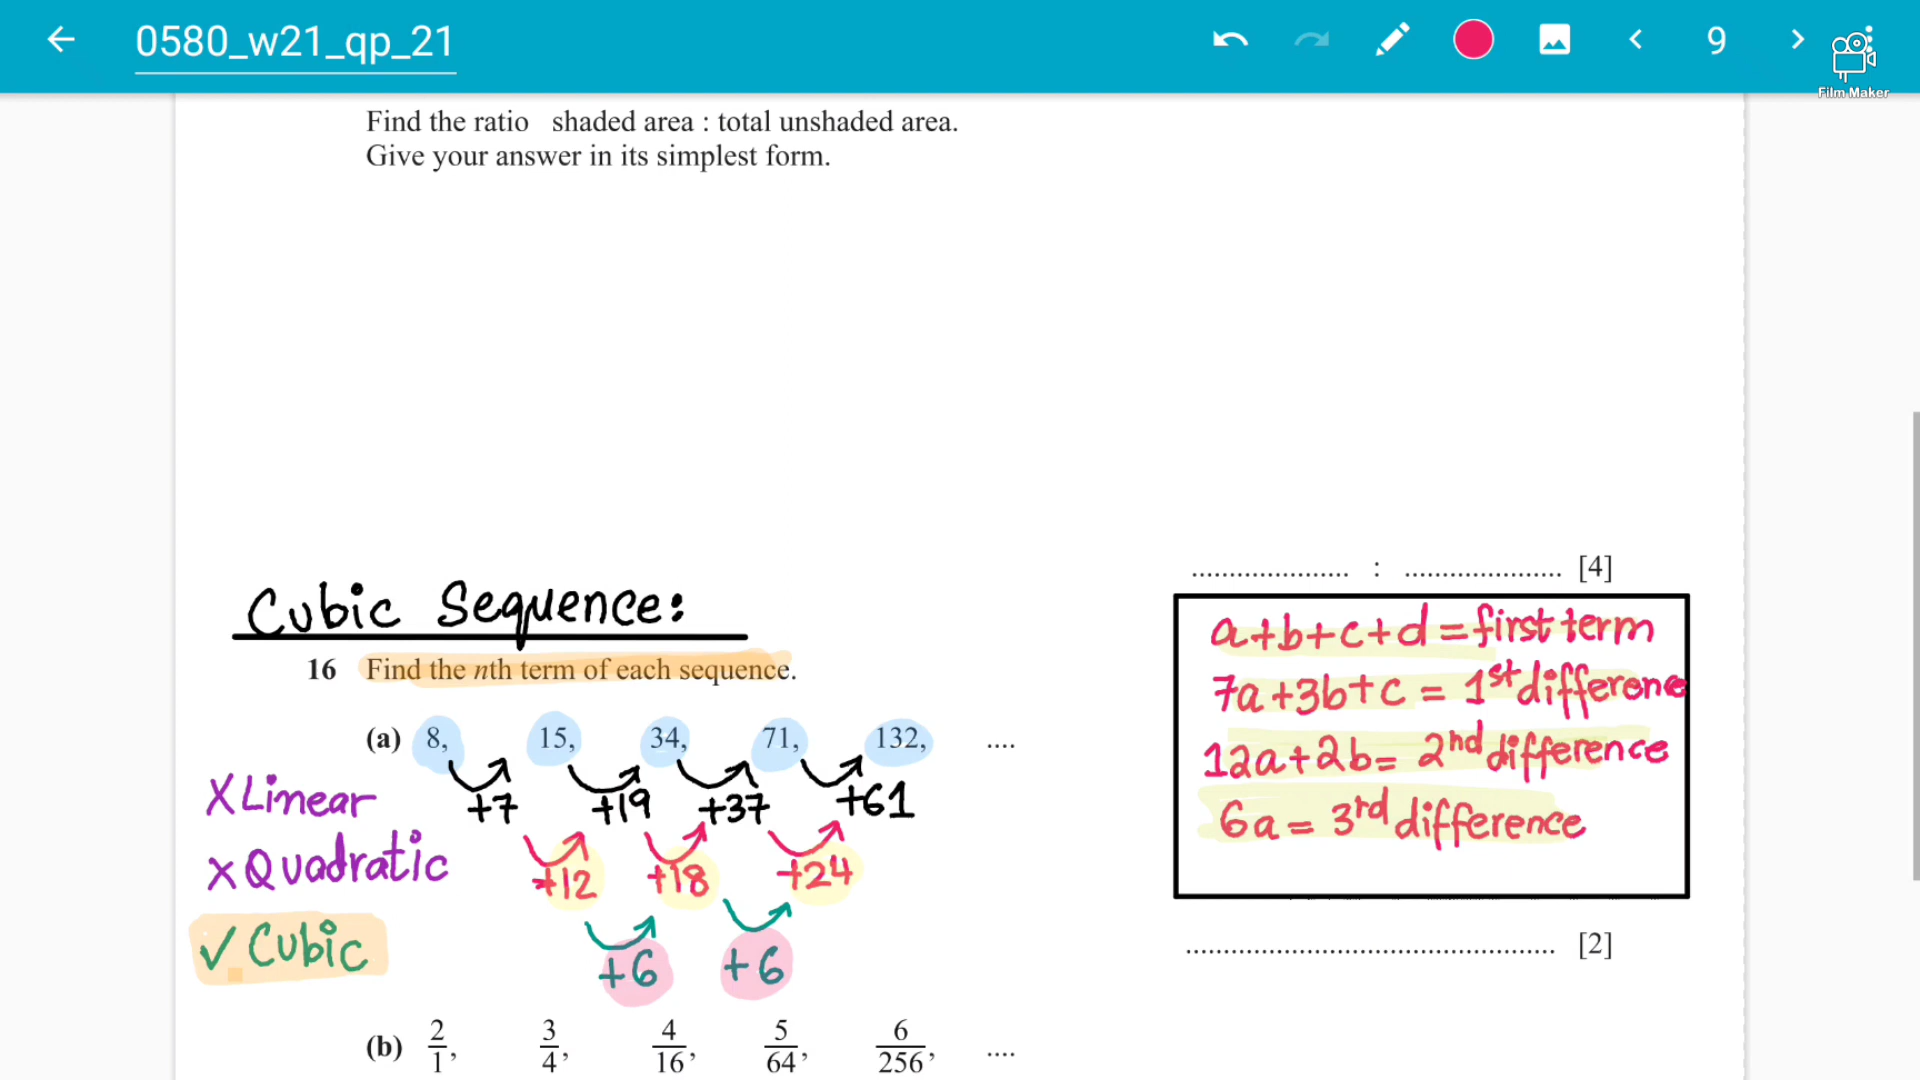 0580_w21_qp_21
9
Film Maker
Find the ratio shaded area : total unshaded area.
Give your answer in its simplest form.
..................... : ..................... [4]
Cubic Sequence:
16 Find the nth term of each sequence.
(a) 8, 15, 34, 71, 132, ....
+7 +19 +37 +61
+12 +18 +24
+6 +6
X Linear
X Quadratic
✓ Cubic
a+b+c+d = first term
7a+3b+c = 1st difference
12a+2b= 2nd difference
6a= 3rd difference
................................................. [2]
(b) 2/1, 3/4, 4/16, 5/64, 6/256, ....